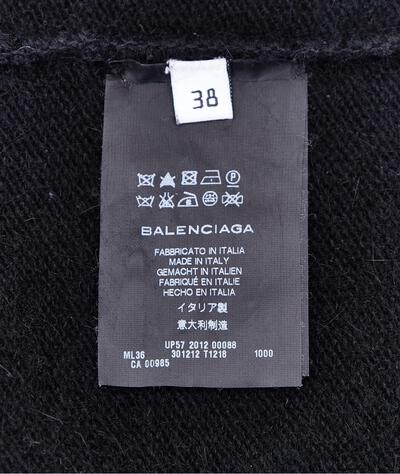 38
BALENCIAGA
FABBRICATO IN ITALIA
MADE IN ITALY
GEMACHT IN ITALIEN
FABRIQUÉ EN ITALIE
HECHO EN ITALIA
イタリア製
意大利制造
UP57 2012 00088
ML36 301212 T1218 1000
CA 00985